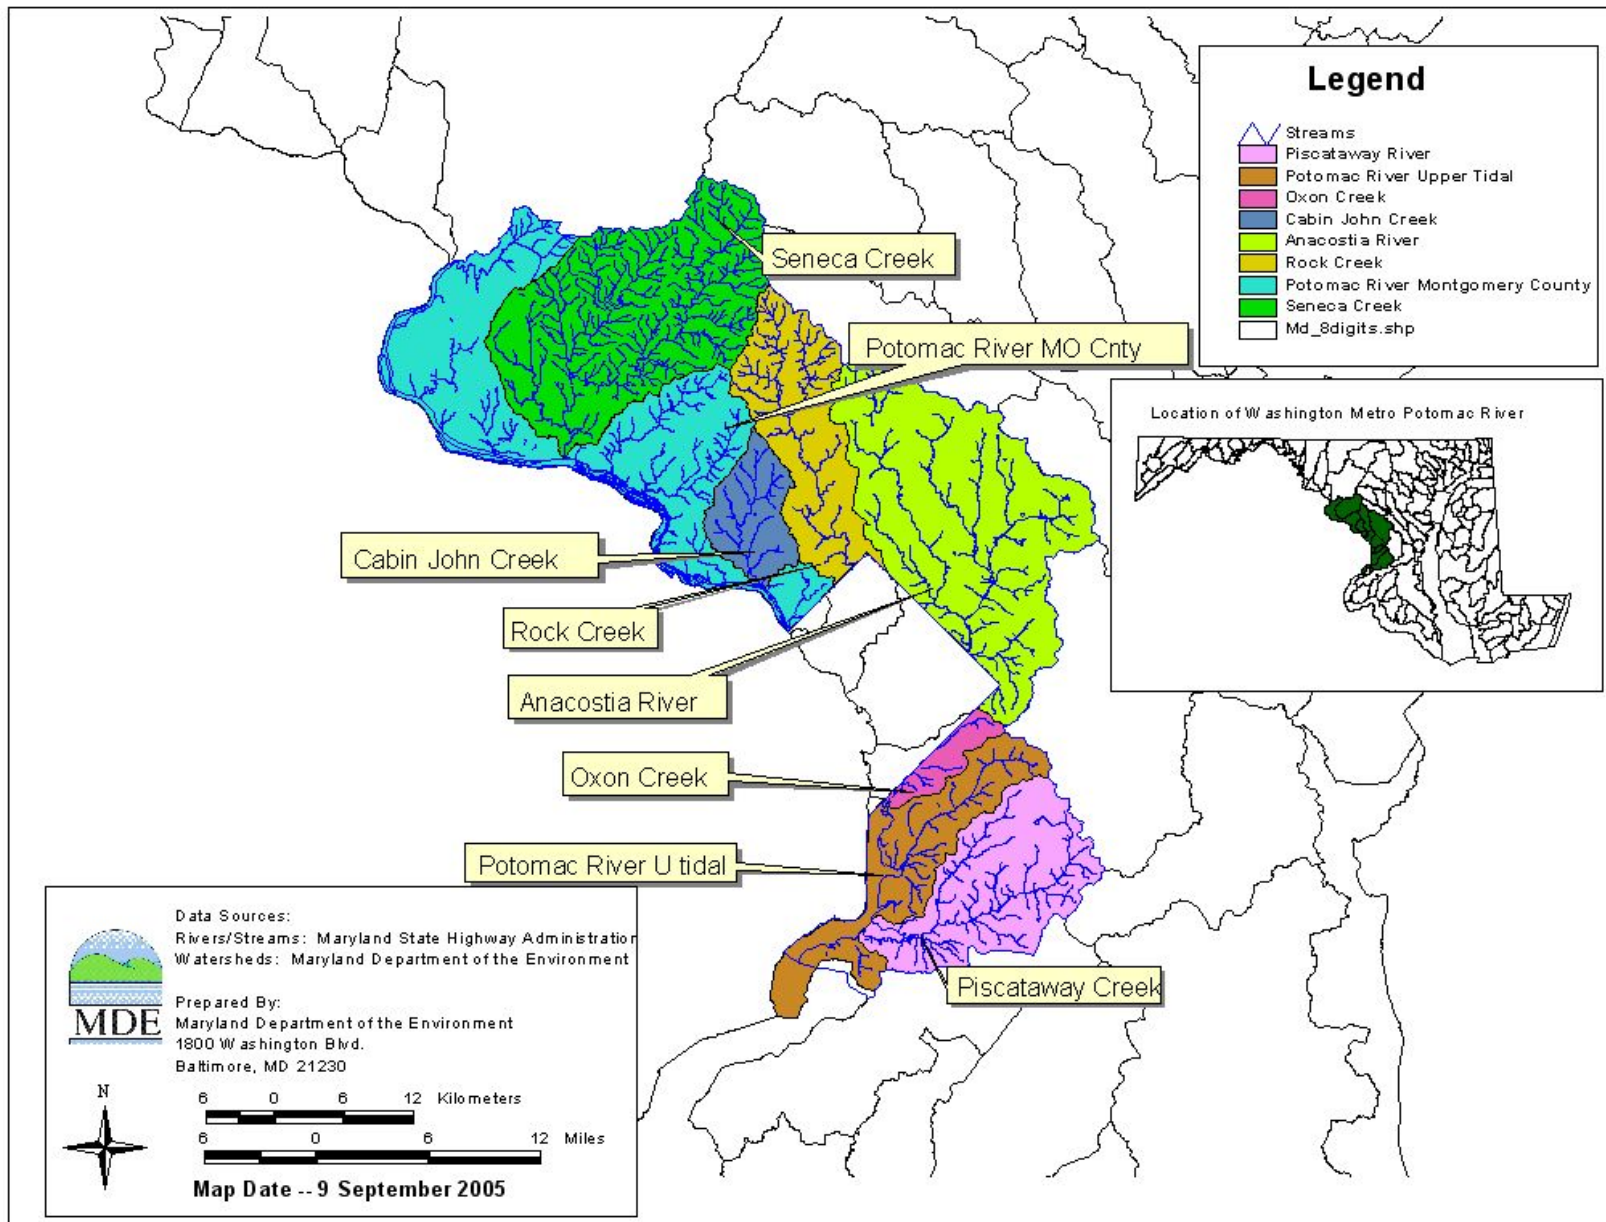 Legend
Streams
Piscataway River
Potomac River Upper Tidal
Oxon Creek
Cabin John Creek
Anacostia River
Rock Creek
Potomac River Montgomery County
Seneca Creek
Md_8digits.shp
Seneca Creek
Potomac River MO Cnty
Location of Washington Metro Potomac River
Cabin John Creek
Rock Creek
Anacostia River
Oxon Creek
Potomac River U tidal
Piscataway Creek
Data Sources:
Rivers/Streams: Maryland State Highway Administration
Watersheds: Maryland Department of the Environment
MDE
Prepared By:
Maryland Department of the Environment
1800 Washington Blvd.
Baltimore, MD 21230
N
6 0 6 12 Kilometers
6 0 6 12 Miles
Map Date -- 9 September 2005